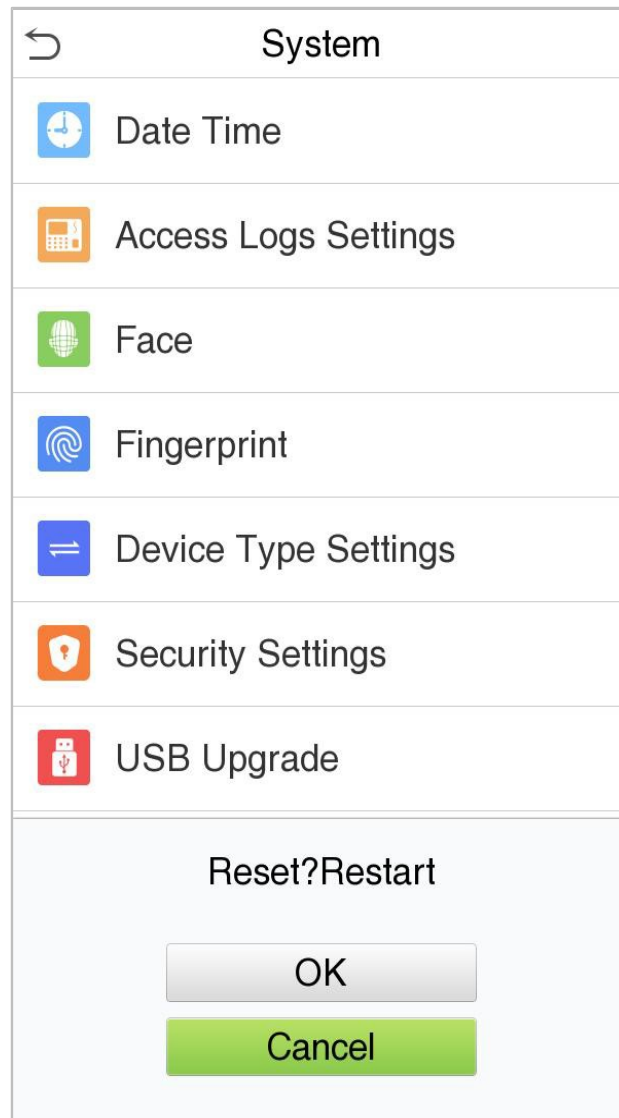 System
Date Time
Access Logs Settings
Face
Fingerprint
Device Type Settings
Security Settings
USB Upgrade
Reset?Restart
OK
Cancel